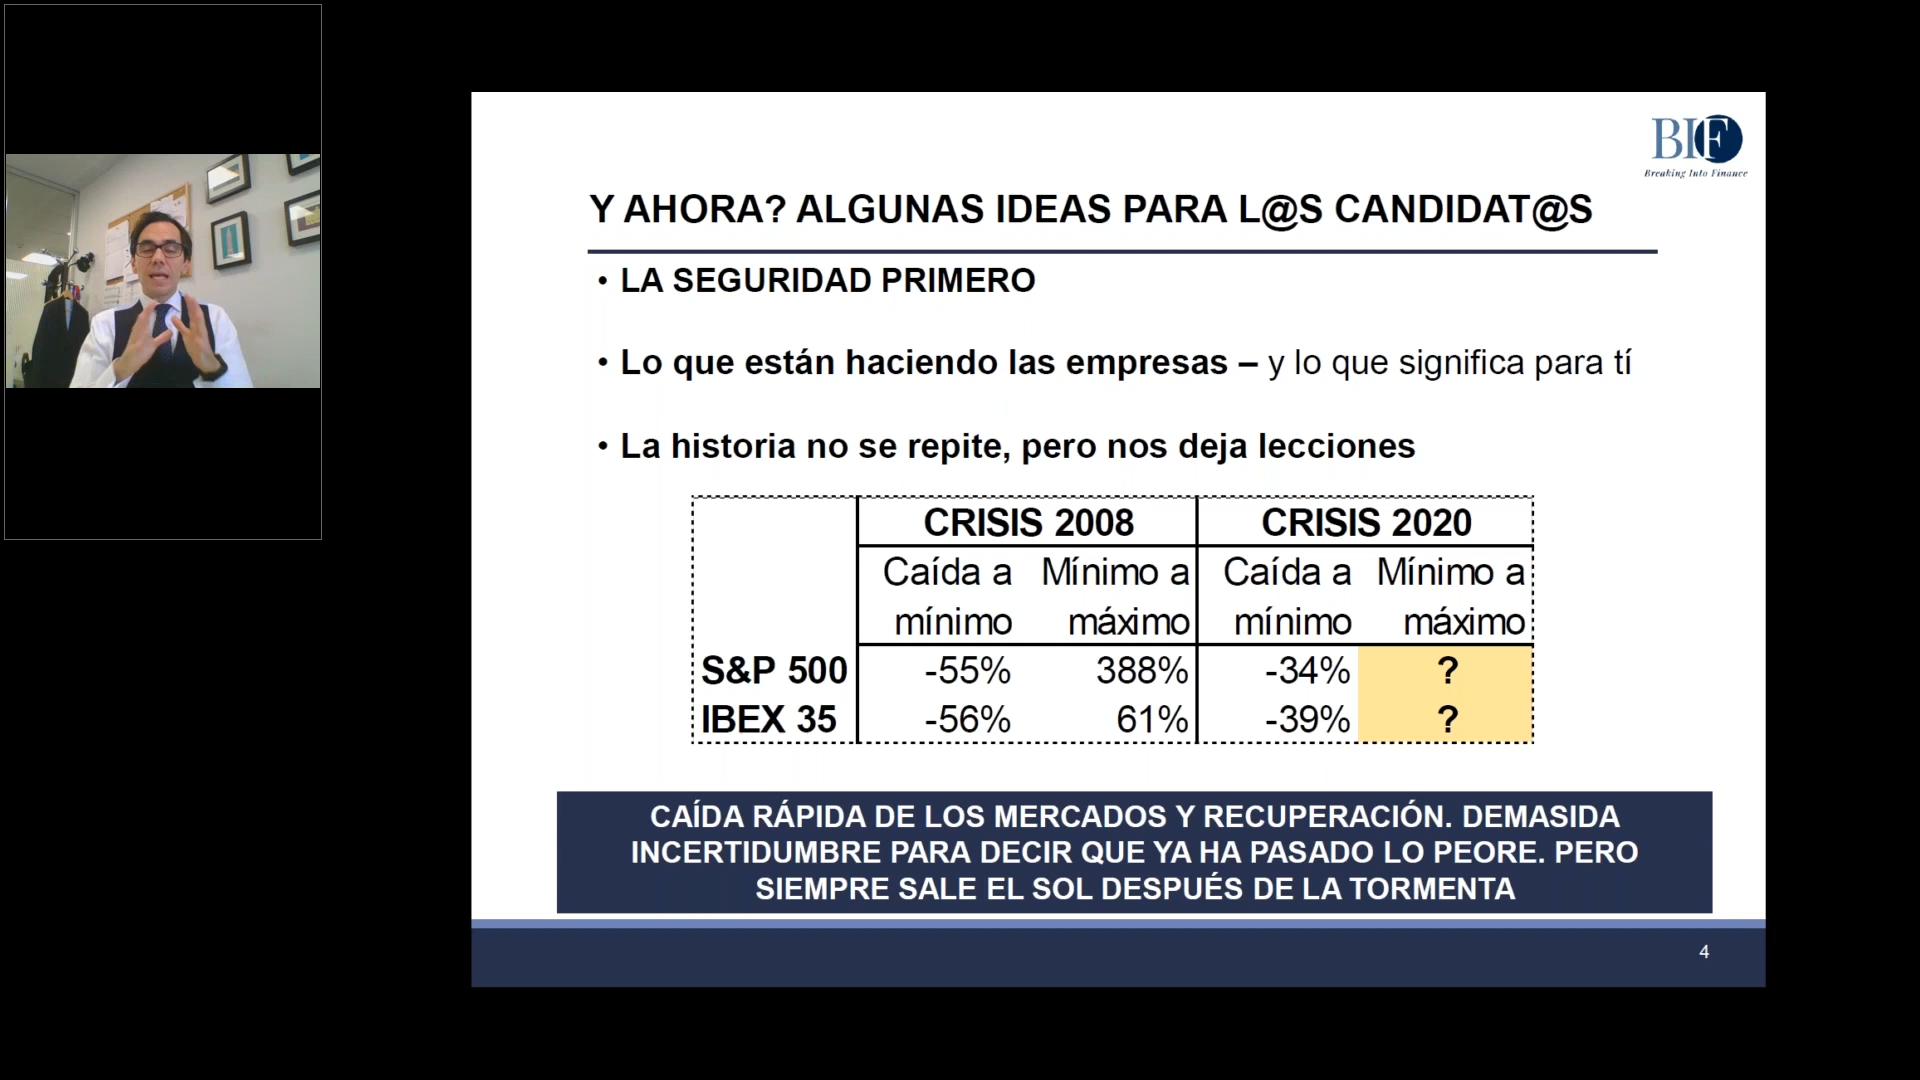 BIF
Breaking Into Finance
Y AHORA? ALGUNAS IDEAS PARA L@S CANDIDAT@S
• LA SEGURIDAD PRIMERO
• Lo que están haciendo las empresas – y lo que significa para tí
• La historia no se repite, pero nos deja lecciones
CRISIS 2008 CRISIS 2020
Caída a Mínimo a Caída a Mínimo a
mínimo máximo mínimo máximo
S&P 500 -55% 388% -34% ?
IBEX 35 -56% 61% -39% ?
CAÍDA RÁPIDA DE LOS MERCADOS Y RECUPERACIÓN. DEMASIDA
INCERTIDUMBRE PARA DECIR QUE YA HA PASADO LO PEORE. PERO
SIEMPRE SALE EL SOL DESPUÉS DE LA TORMENTA
4